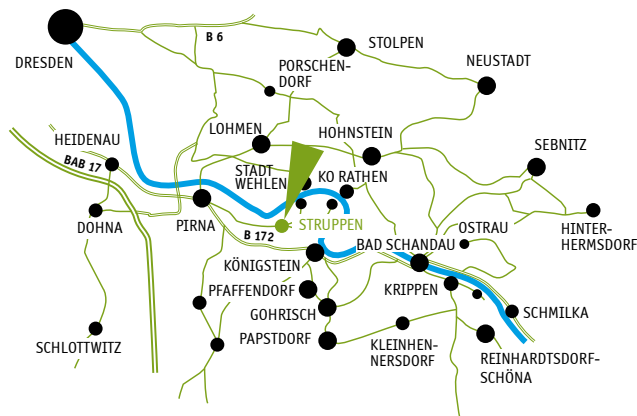 B 6
STOLPEN
DRESDEN
NEUSTADT
PORSCHEN-
DORF
HEIDENAU
LOHMEN
HOHNSTEIN
SEBNITZ
BAB 17
STADT
WEHLEN
KO RATHEN
DOHNA
PIRNA
STRUPPEN
OSTRAU
HINTER-
HERMSDORF
B 172
BAD SCHANDAU
KÖNIGSTEIN
PFAFFENDORF
KRIPPEN
GOHRISCH
SCHMILKA
SCHLOTTWITZ
PAPSTDORF
KLEINHEN-
NERSDORF
REINHARDTSDORF-
SCHÖNA